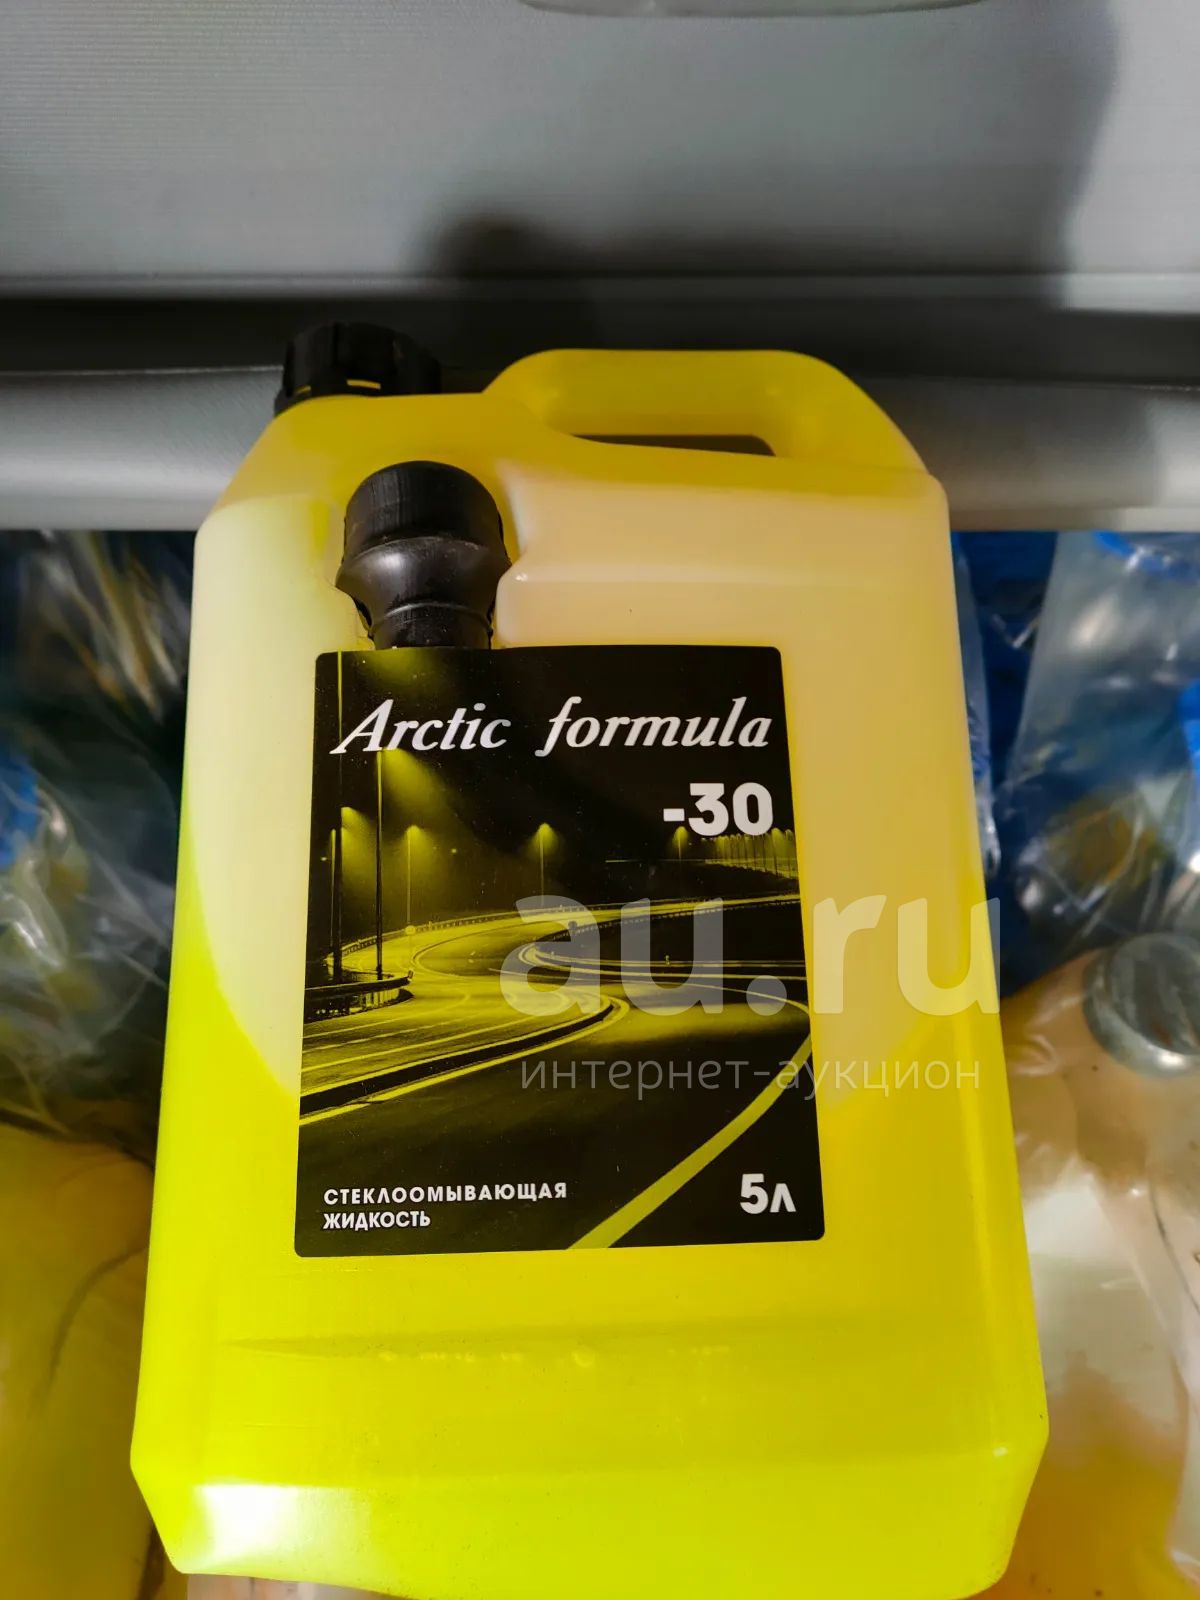 Arctic formula
-30
au.ru
интернет-аукцион
СТЕКЛООМЫВАЮЩАЯ
ЖИДКОСТЬ
5л